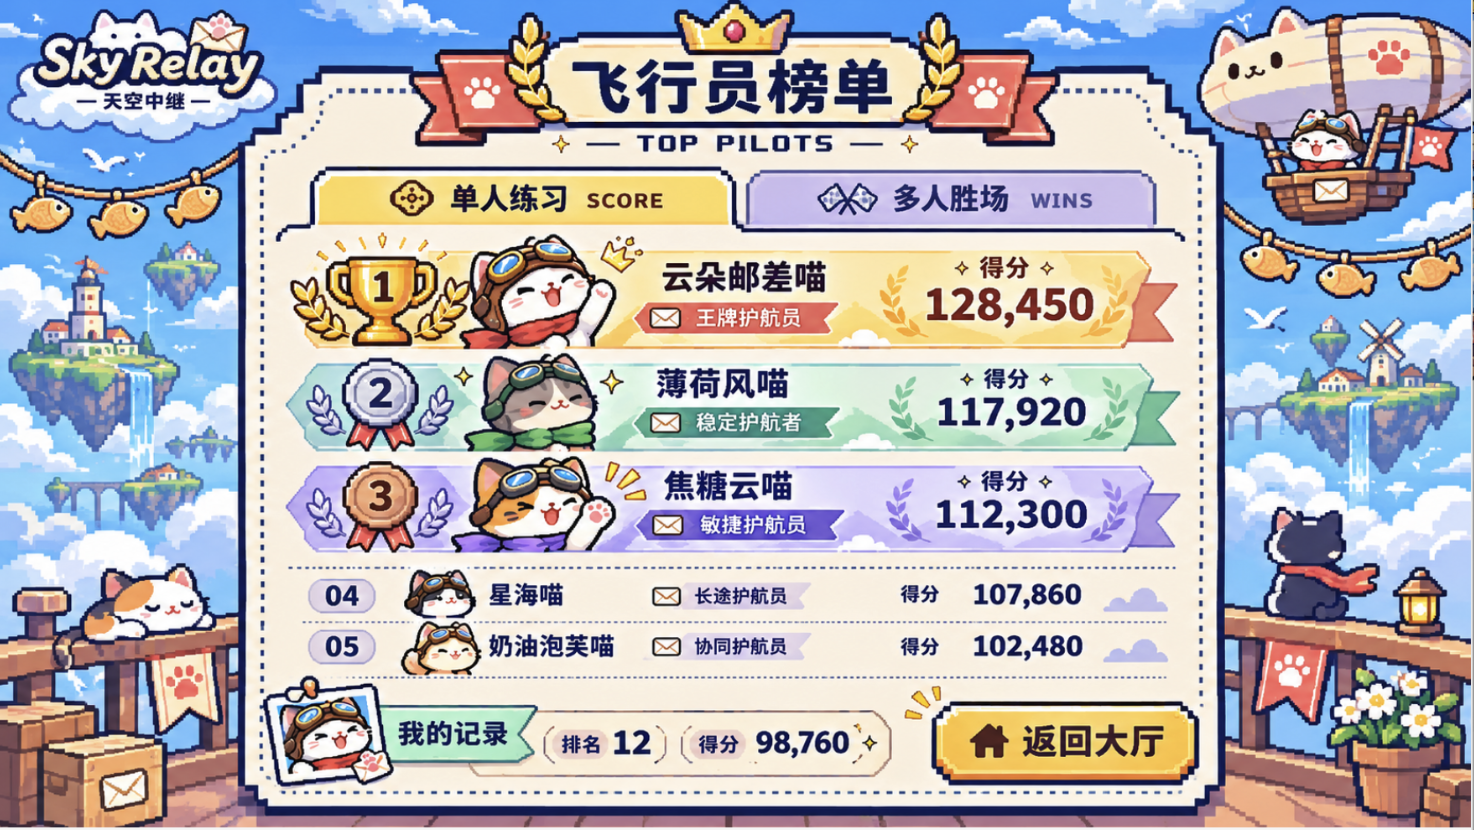 Sky Relay
天空中继
飞行员榜单
TOP PILOTS
单人练习 SCORE
多人胜场 WINS
1
云朵邮差喵
王牌护航员
得分
128,450
2
薄荷风喵
稳定护航者
得分
117,920
3
焦糖云喵
敏捷护航员
得分
112,300
04 星海喵 长途护航员 得分 107,860
05 奶油泡芙喵 协同护航员 得分 102,480
我的记录 排名 12 得分 98,760
返回大厅